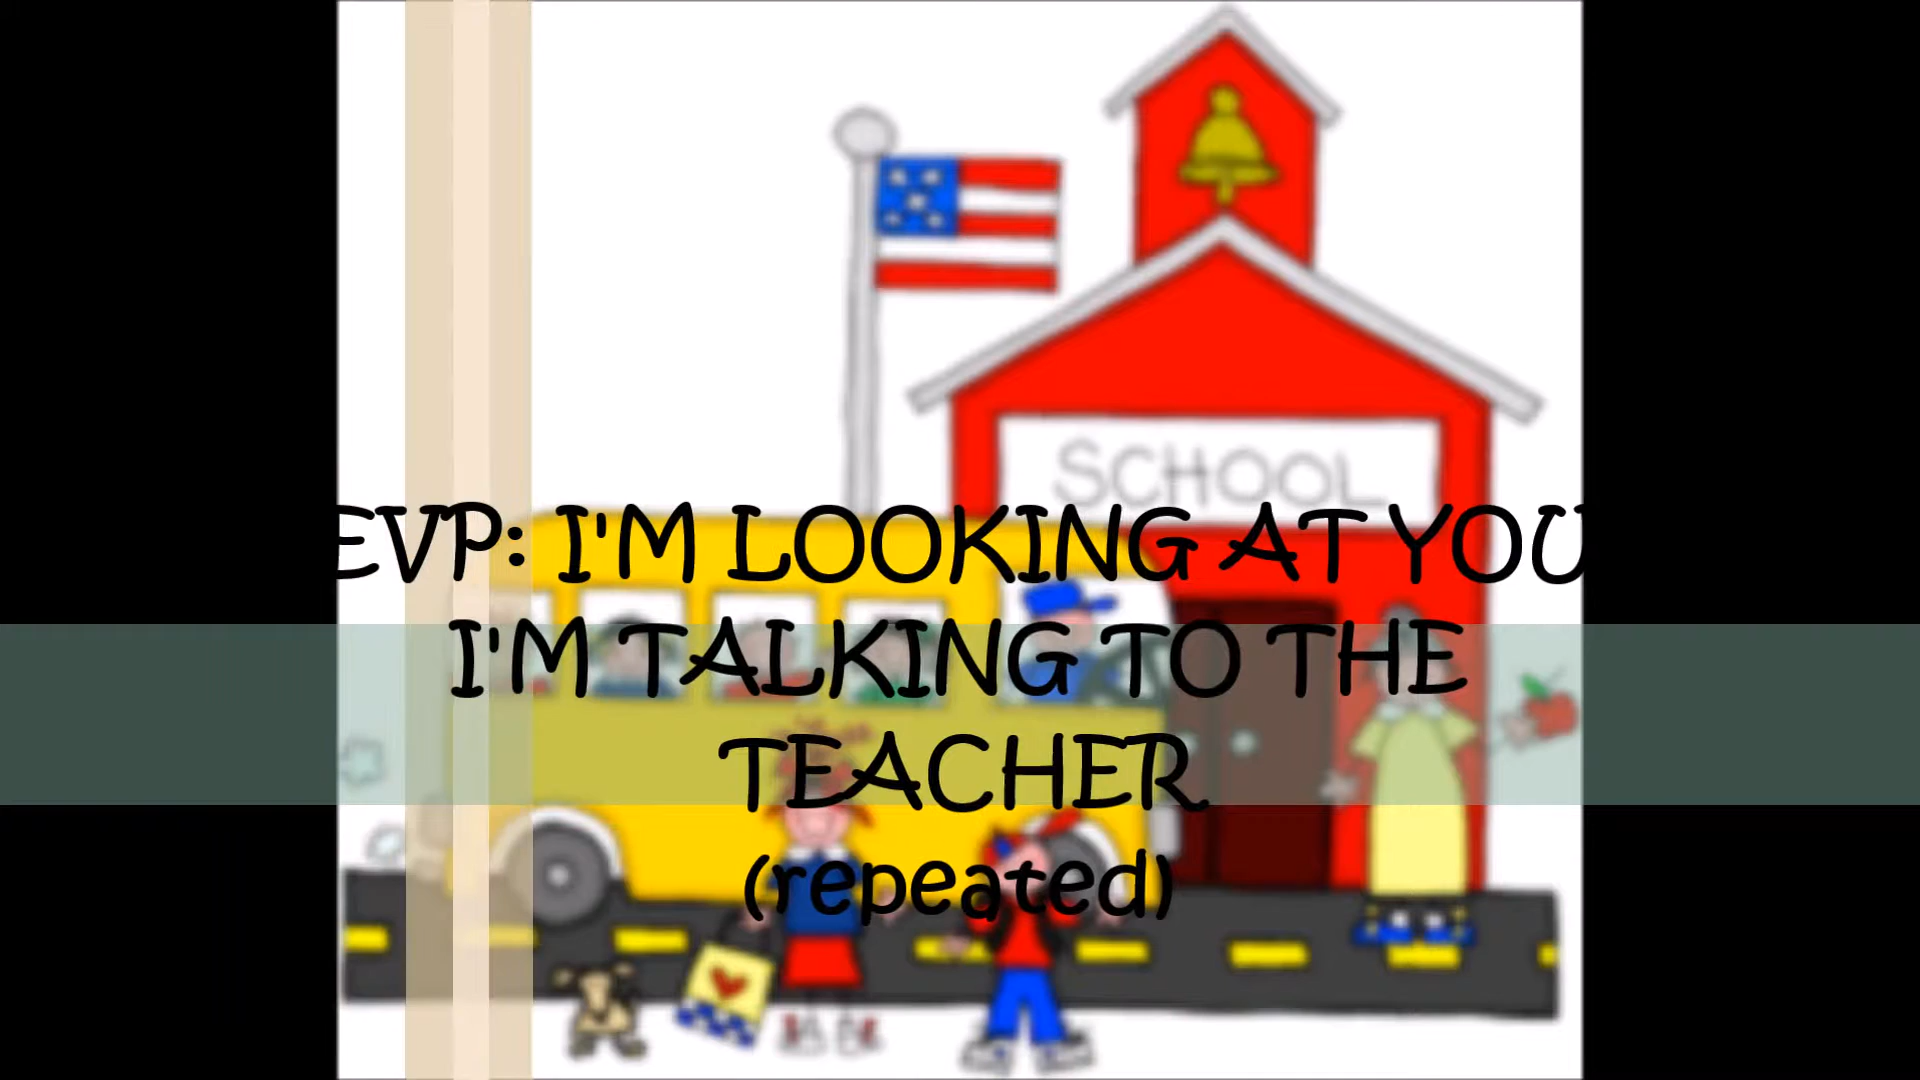 SCHOOL
EVP: I'M LOOKING AT YOU
I'M TALKING TO THE
TEACHER
(repeated)